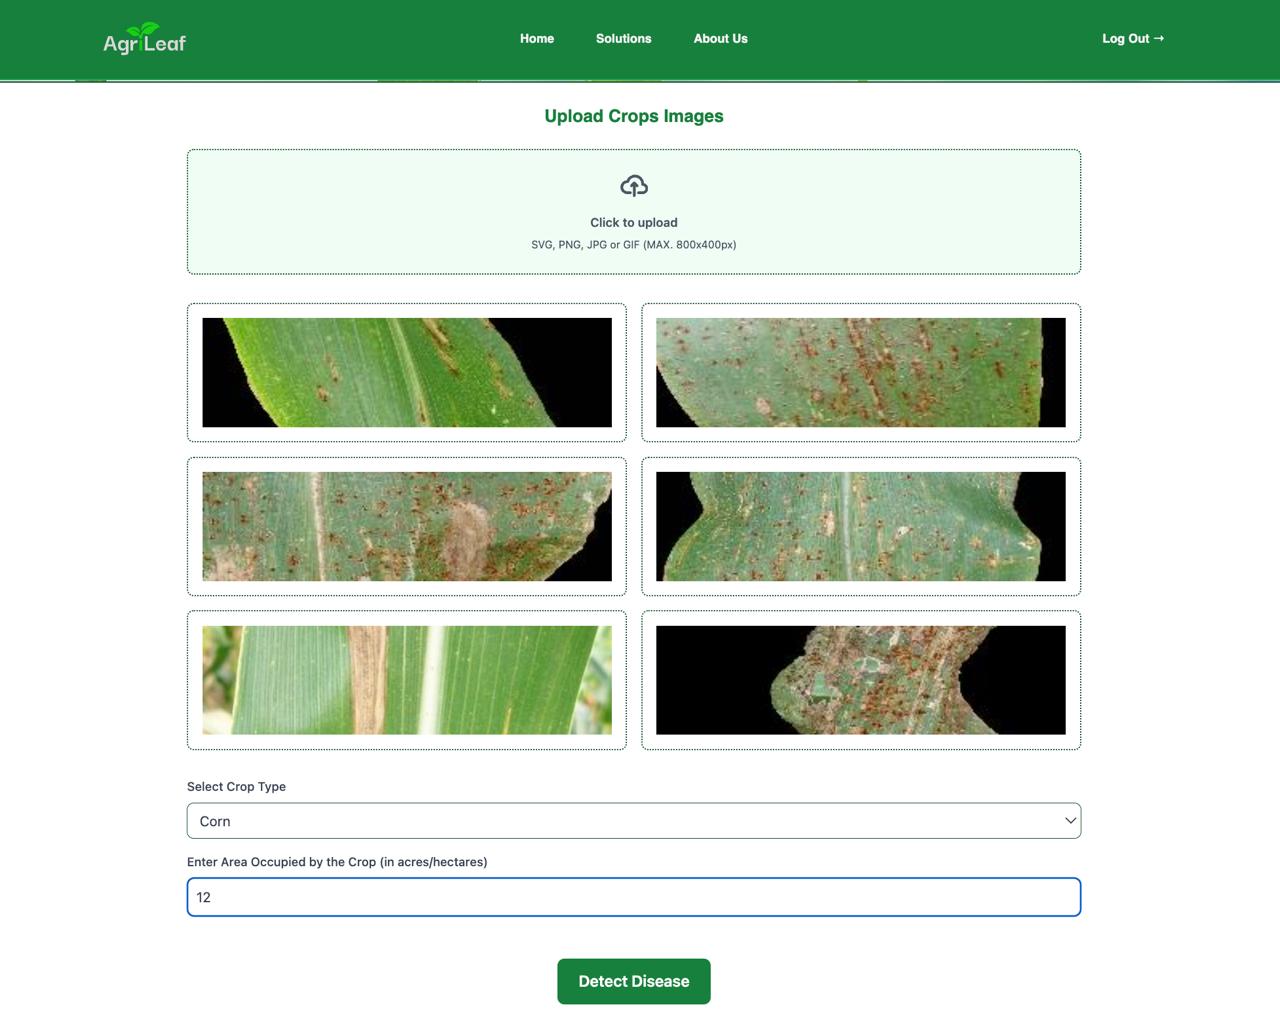 AgriLeaf
Home Solutions About Us Log Out →
Upload Crops Images
Click to upload
SVG, PNG, JPG or GIF (MAX. 800x400px)
Select Crop Type
Corn
Enter Area Occupied by the Crop (in acres/hectares)
12
Detect Disease